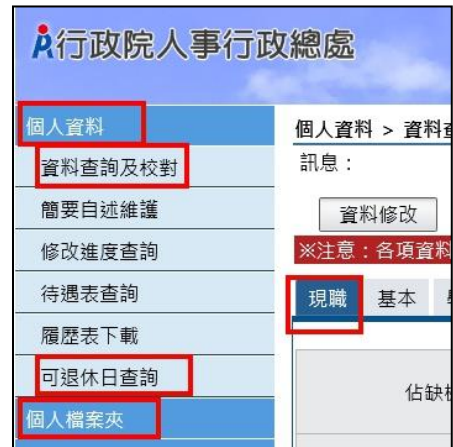 行政院人事行政總處
個人資料
資料查詢及校對
簡要自述維護
修改進度查詢
待遇表查詢
履歷表下載
可退休日查詢
個人檔案夾
個人資料 > 資料
訊息：
資料修改
※注意：各項資料
現職 基本
佔缺